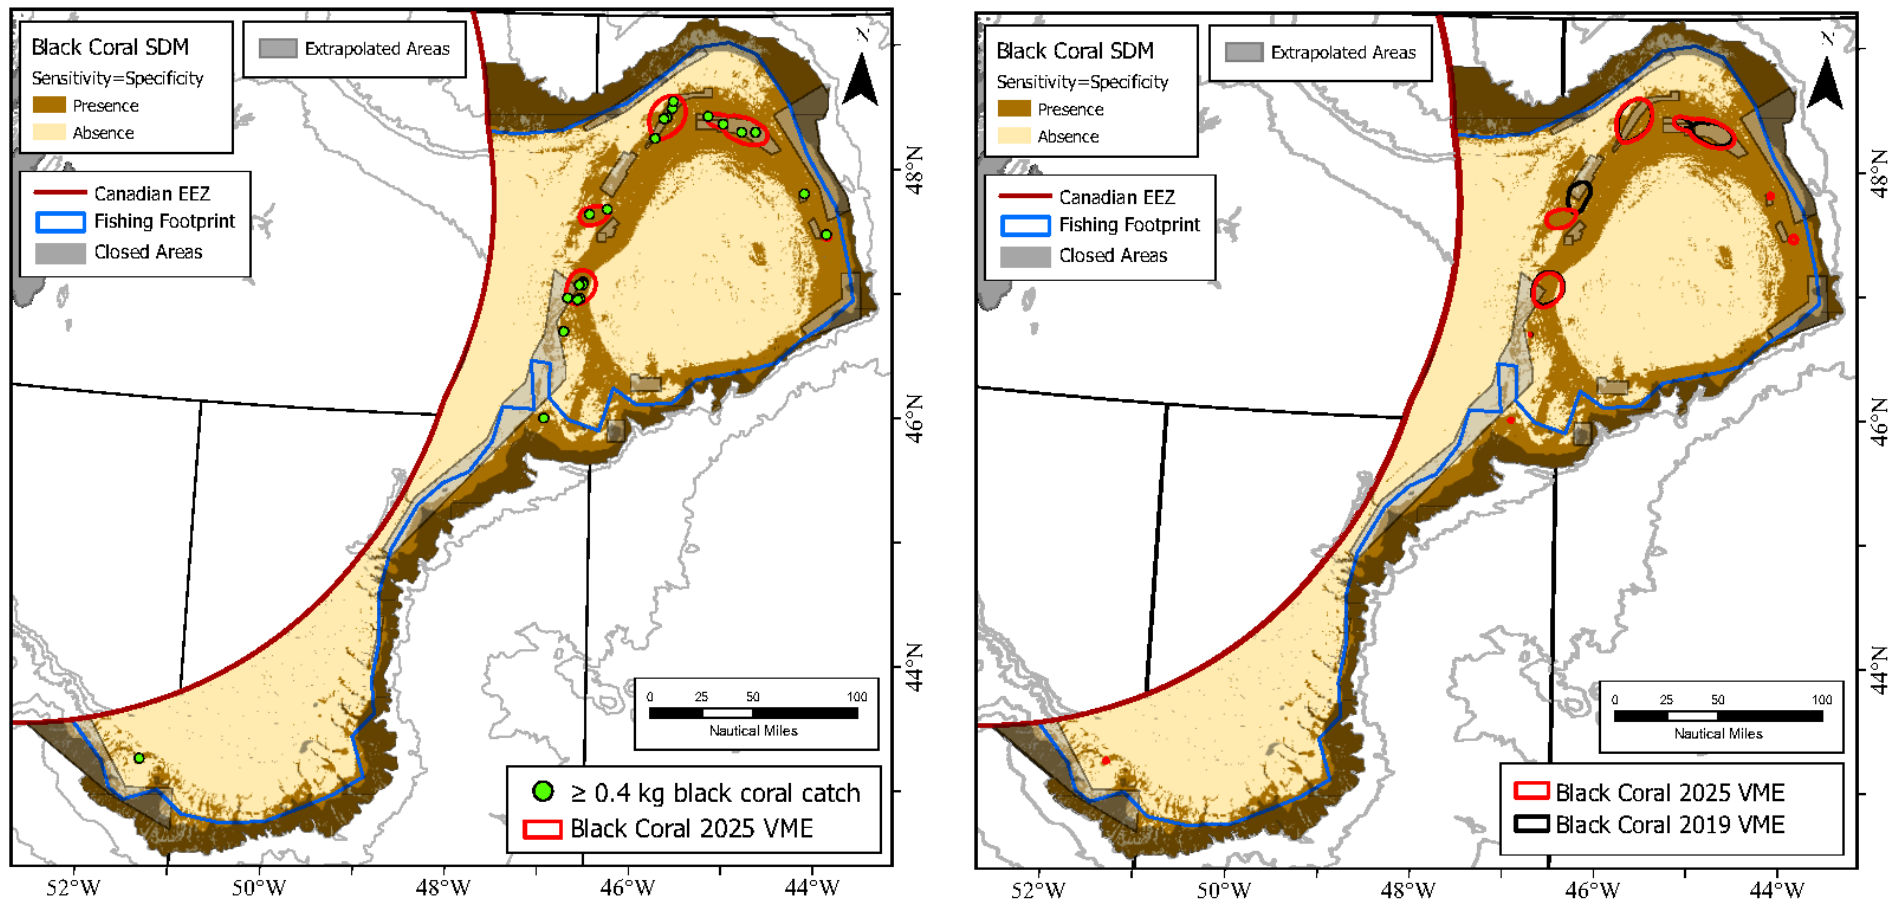 Black Coral SDM
Sensitivity=Specificity
Presence
Absence
Extrapolated Areas
Canadian EEZ
Fishing Footprint
Closed Areas
z
48°N
46°N
44°N
0 25 50 100
Nautical Miles
≥ 0.4 kg black coral catch
Black Coral 2025 VME
52°W 50°W 48°W 46°W 44°W
Black Coral SDM
Sensitivity=Specificity
Presence
Absence
Extrapolated Areas
Canadian EEZ
Fishing Footprint
Closed Areas
z
48°N
46°N
44°N
0 25 50 100
Nautical Miles
Black Coral 2025 VME
Black Coral 2019 VME
52°W 50°W 48°W 46°W 44°W